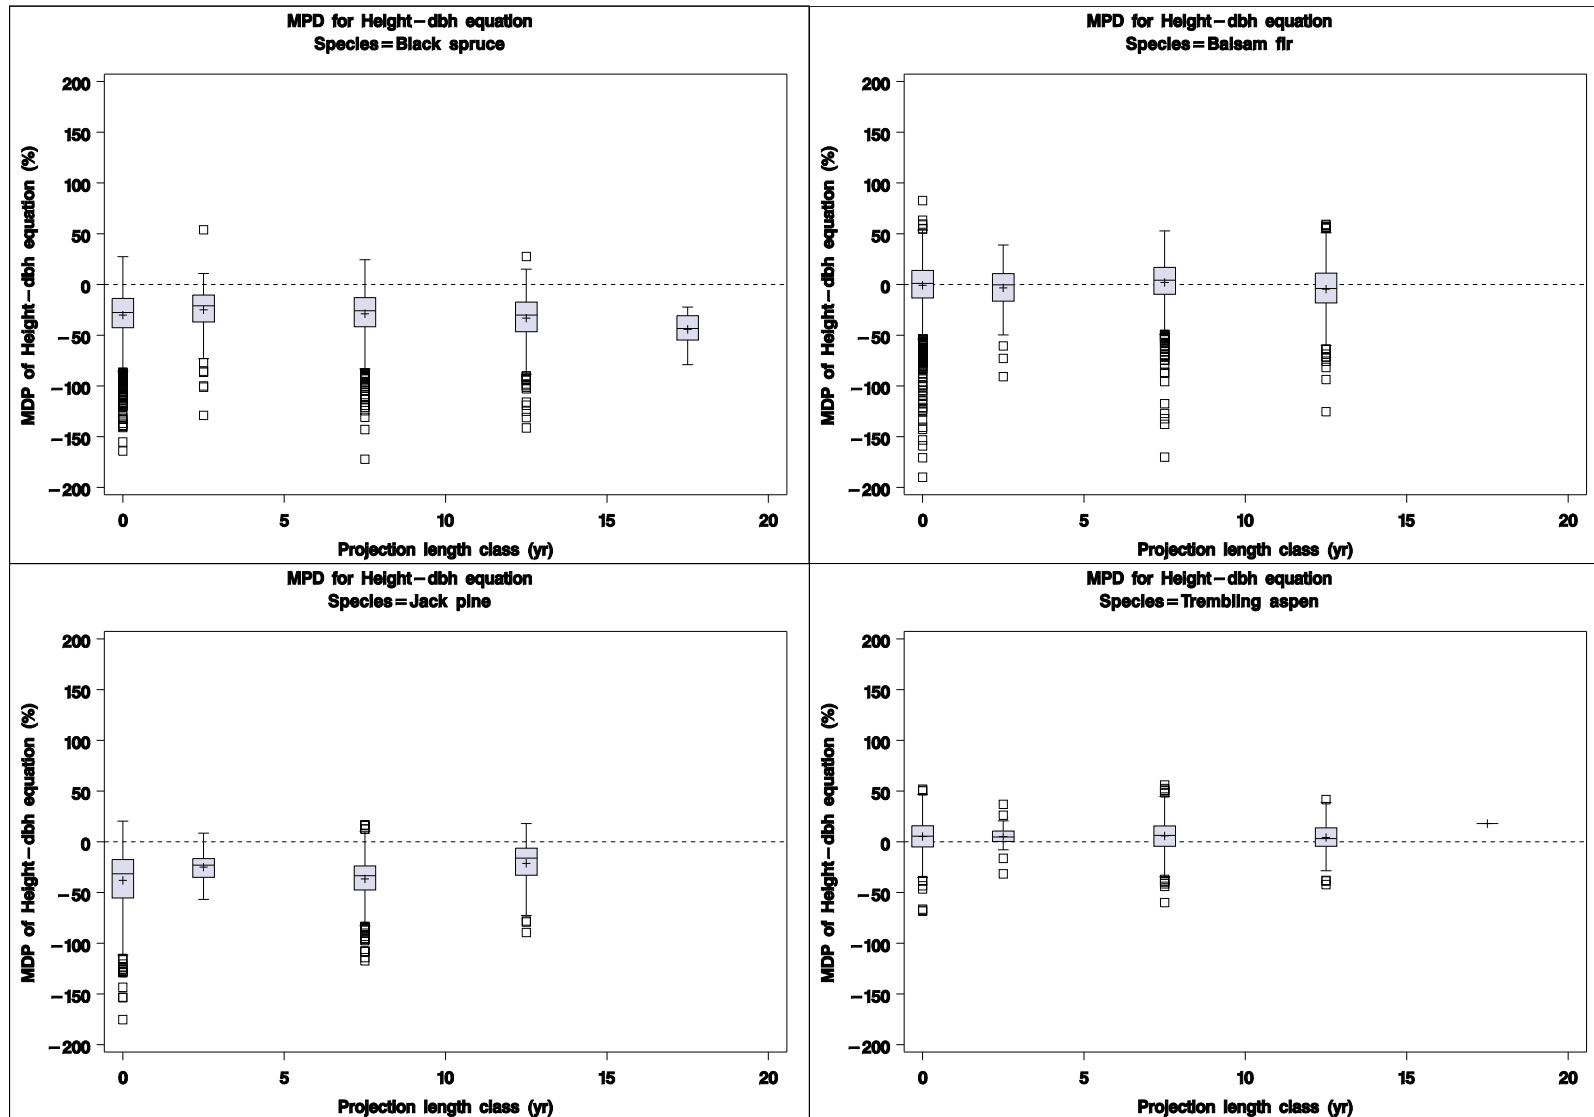 MPD for Height-dbh equation
Species=Black spruce
MDP of Height-dbh equation (%)
200
150
100
50
0
-50
-100
-150
-200
0 5 10 15 20
Projection length class (yr)
MPD for Height-dbh equation
Species=Balsam fir
MDP of Height-dbh equation (%)
200
150
100
50
0
-50
-100
-150
-200
0 5 10 15 20
Projection length class (yr)
MPD for Height-dbh equation
Species=Jack pine
MDP of Height-dbh equation (%)
200
150
100
50
0
-50
-100
-150
-200
0 5 10 15 20
Projection length class (yr)
MPD for Height-dbh equation
Species=Trembling aspen
MDP of Height-dbh equation (%)
200
150
100
50
0
-50
-100
-150
-200
0 5 10 15 20
Projection length class (yr)